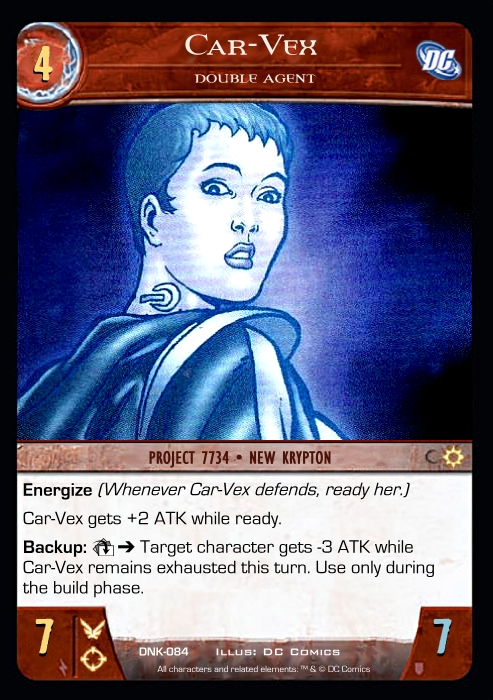 4
CAR-VEX
DC
DOUBLE AGENT
PROJECT 7734 • NEW KRYPTON
C
Energize (Whenever Car-Vex defends, ready her.)
Car-Vex gets +2 ATK while ready.
Backup: ➔ Target character gets -3 ATK while
Car-Vex remains exhausted this turn. Use only during
the build phase.
7
DNK-084 ILLUS: DC COMICS
7
All characters and related elements: ™ & © DC Comics